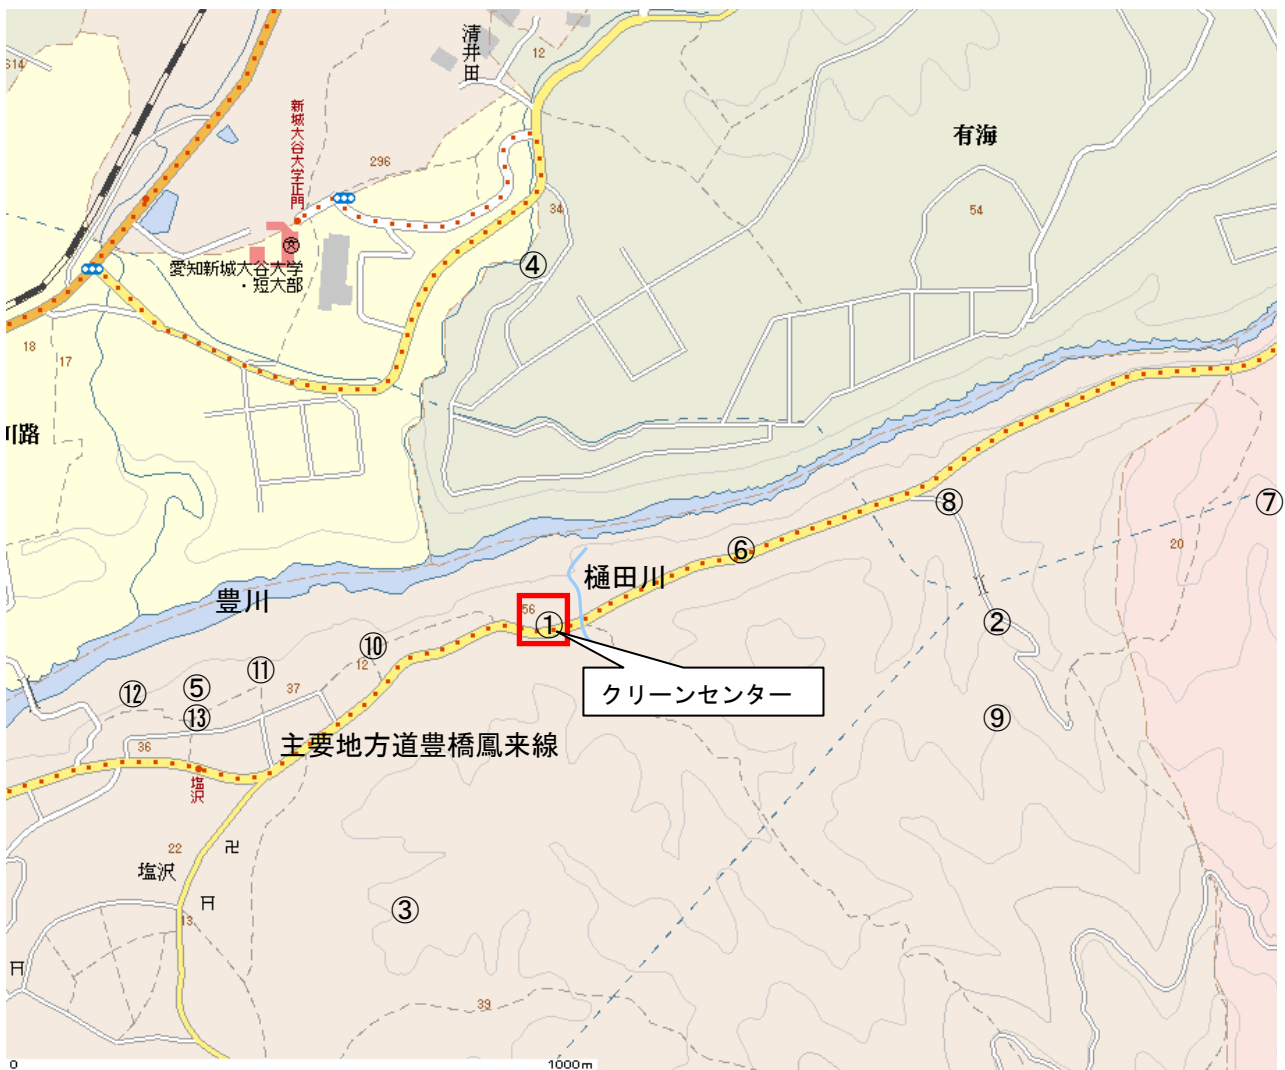 清井田
12
614
新城大谷大学正門
296
有海
34
54
④
愛知新城大谷大学
・短大部
18
17
川路
⑧
⑦
20
⑥
樋田川
豊川
56
①
②
⑩
12
⑪
⑫
⑤
37
クリーンセンター
⑬
⑨
主要地方道豊橋鳳来線
36
塩沢
22
塩沢
③
13
39
0
1000m